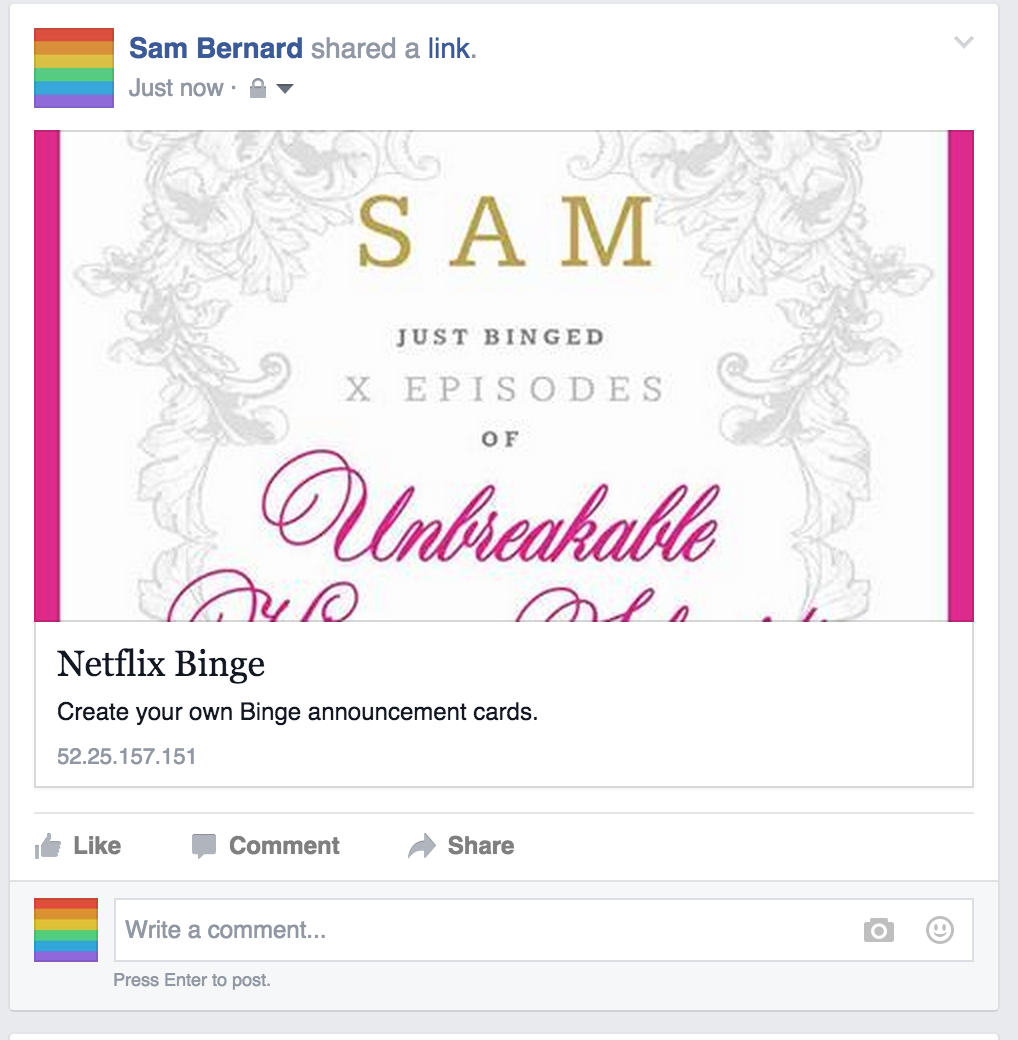 Sam Bernard shared a link.
Just now ·
SAM
JUST BINGED
X EPISODES
OF
Unbreakable
Netflix Binge
Create your own Binge announcement cards.
52.25.157.151
Like Comment Share
Write a comment...
Press Enter to post.